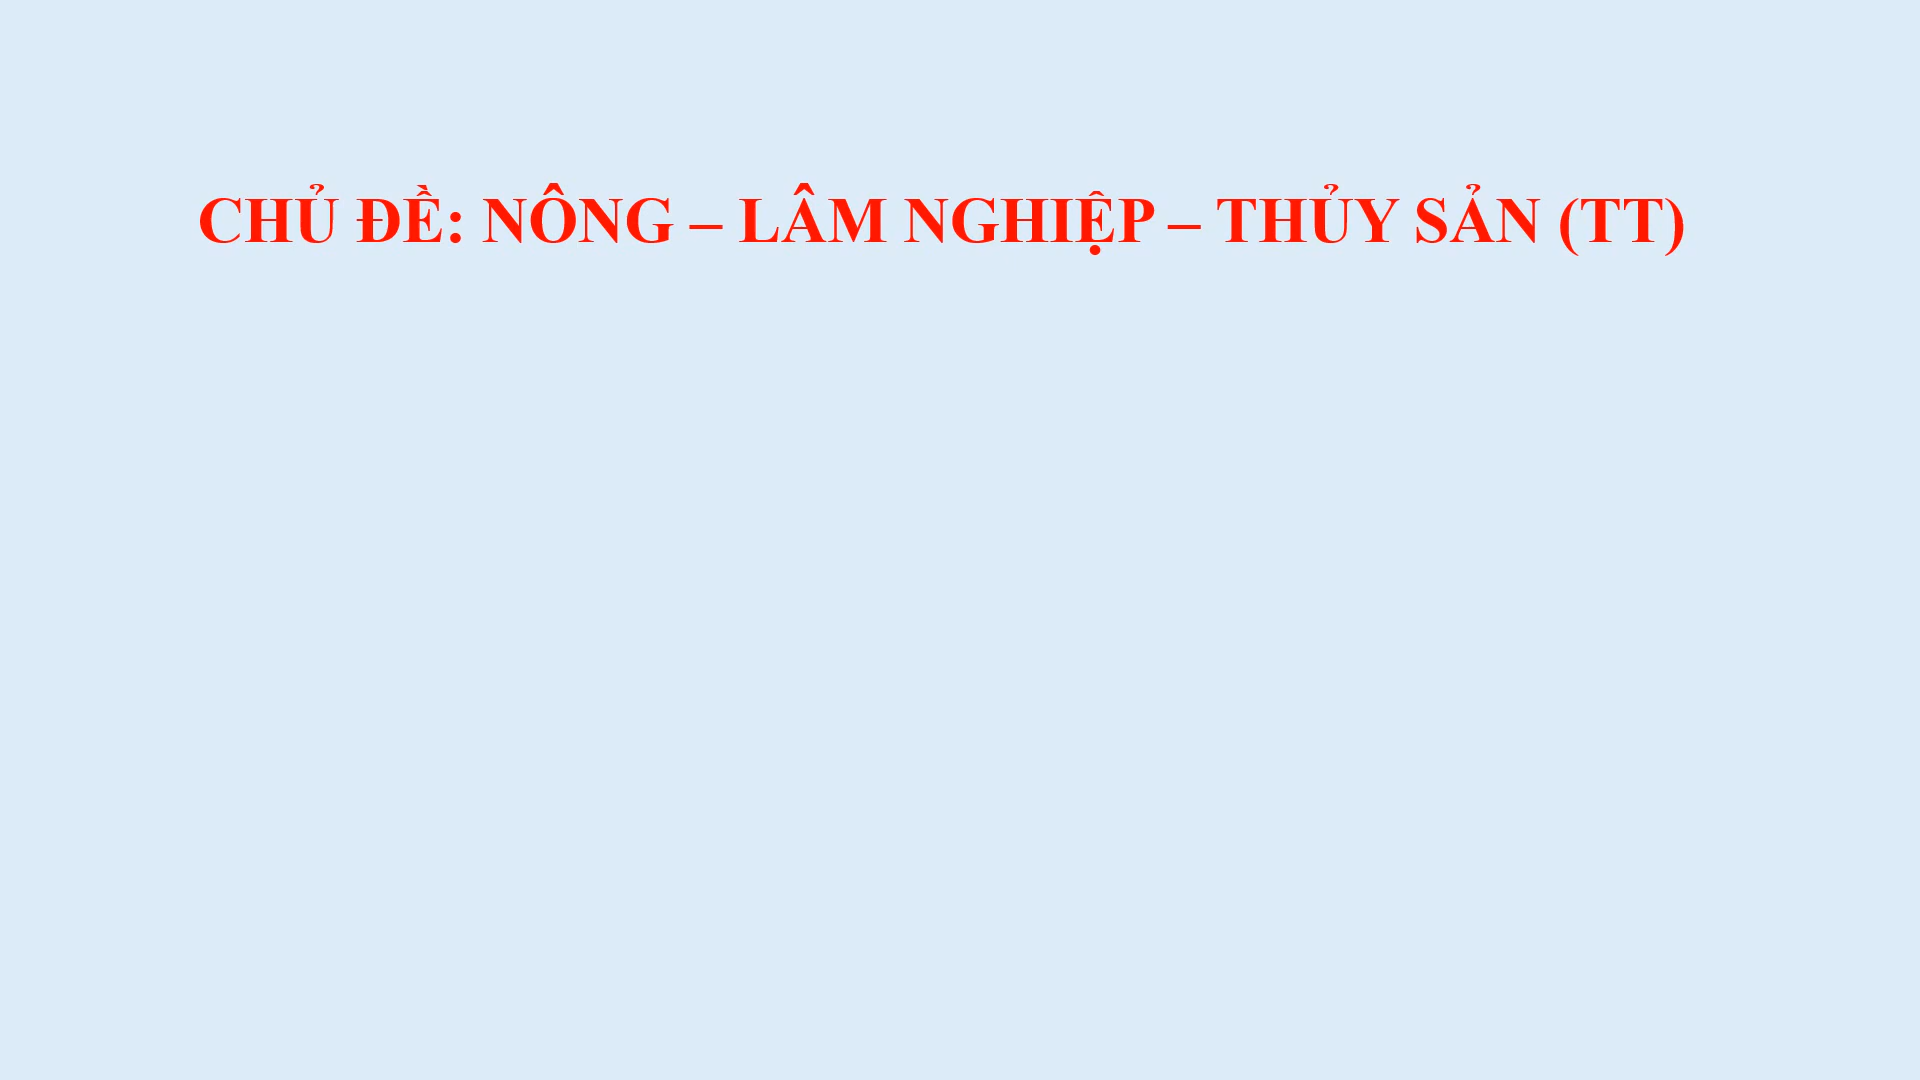 CHỦ ĐỀ: NÔNG – LÂM NGHIỆP – THỦY SẢN (TT)